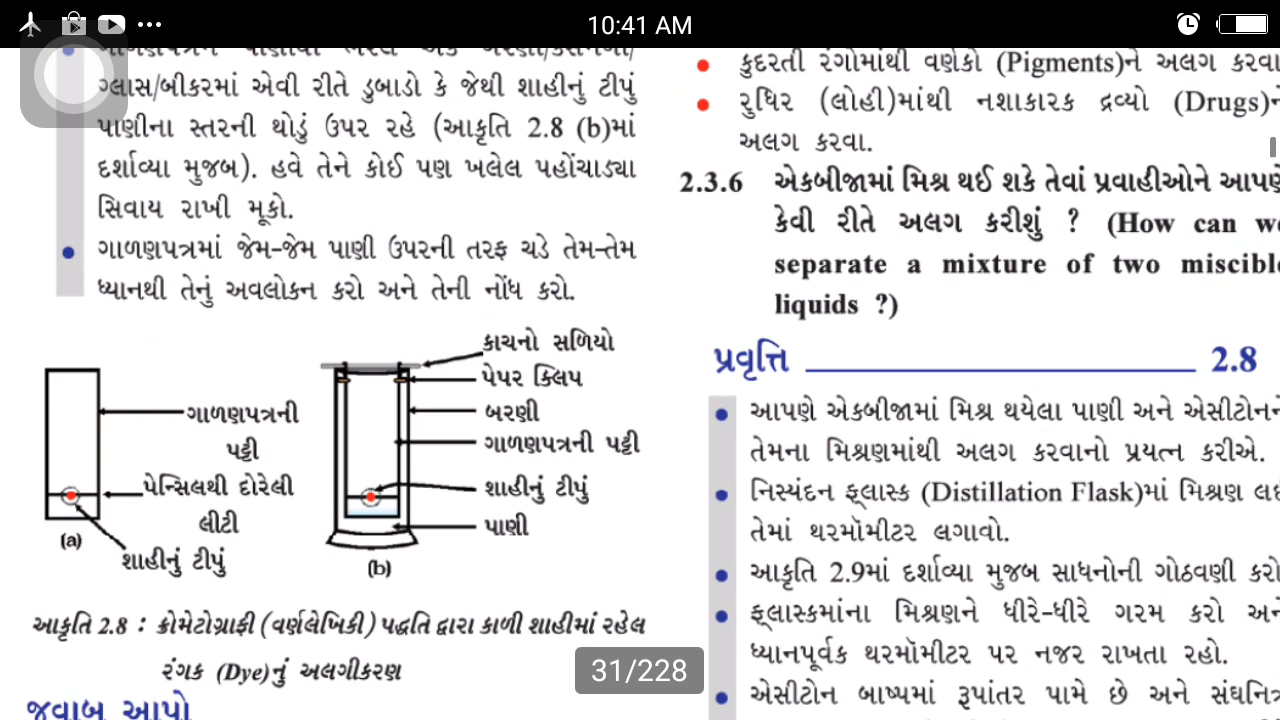 10:41 AM
ગ્લાસ/બીકરમાં એવી રીતે ડુબાડો કે જેથી શાહીનું ટીપું
પાણીના સ્તરની થોડું ઉપર રહે (આકૃતિ 2.8 (b)માં
દર્શાવ્યા મુજબ). હવે તેને કોઈ પણ ખલેલ પહોંચાડ્યા
સિવાય રાખી મૂકો.
ગાળણપત્રમાં જેમ-જેમ પાણી ઉપરની તરફ ચડે તેમ-તેમ
ધ્યાનથી તેનું અવલોકન કરો અને તેની નોંધ કરો.
ગાળણપત્રની
પટ્ટી
પેન્સિલથી દોરેલી
લીટી
શાહીનું ટીપું
(a)
કાચનો સળિયો
પેપર ક્લિપ
બરણી
ગાળણપત્રની પટ્ટી
શાહીનું ટીપું
પાણી
(b)
આકૃતિ 2.8 : ક્રોમેટોગ્રાફી (વર્ણલેખિકી) પદ્ધતિ દ્વારા કાળી શાહીમાં રહેલ
રંગક (Dye)નું અલગીકરણ
જવાબ આપો
કુદરતી રંગોમાંથી વર્ણકો (Pigments)ને અલગ કરવા
રુધિર (લોહી)માંથી નશાકારક દ્રવ્યો (Drugs)ને
અલગ કરવા.
2.3.6 એકબીજામાં મિશ્ર થઈ શકે તેવાં પ્રવાહીઓને આપણે
કેવી રીતે અલગ કરીશું ? (How can we
separate a mixture of two miscible
liquids ?)
પ્રવૃત્તિ 2.8
આપણે એકબીજામાં મિશ્ર થયેલા પાણી અને એસીટોનને
તેમના મિશ્રણમાંથી અલગ કરવાનો પ્રયત્ન કરીએ.
નિસ્યંદન ફ્લાસ્ક (Distillation Flask)માં મિશ્રણ લઈ
તેમાં થરમૉમીટર લગાવો.
આકૃતિ 2.9માં દર્શાવ્યા મુજબ સાધનોની ગોઠવણી કરો
ફ્લાસ્કમાંના મિશ્રણને ધીરે-ધીરે ગરમ કરો અને
ધ્યાનપૂર્વક થરમૉમીટર પર નજર રાખતા રહો.
એસીટોન બાષ્પમાં રૂપાંતર પામે છે અને
31/228